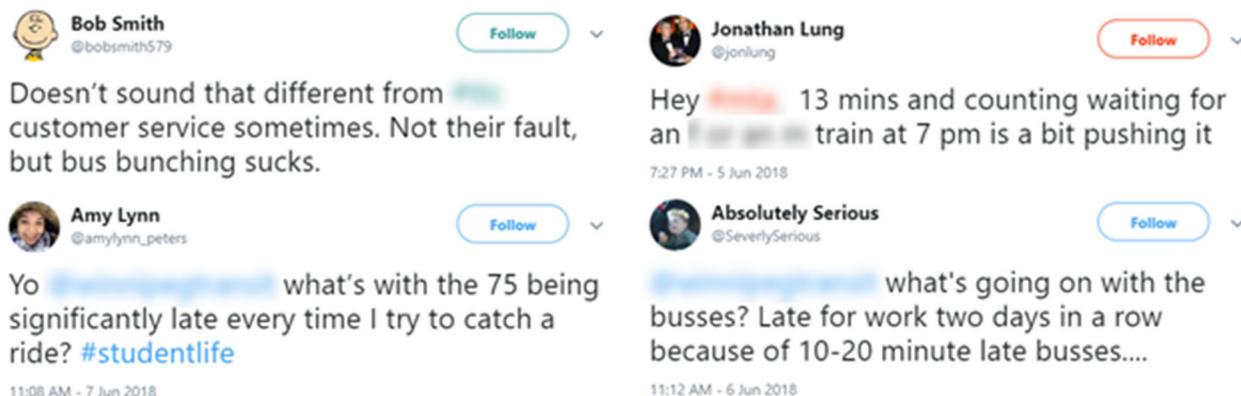 Bob Smith
@bobsmith579
Follow
Doesn't sound that different from
customer service sometimes. Not their fault,
but bus bunching sucks.
Amy Lynn
@amylynn_peters
Follow
Yo what's with the 75 being
significantly late every time I try to catch a
ride? #studentlife
11:08 AM - 7 Jun 2018
Jonathan Lung
@jonlung
Follow
Hey 13 mins and counting waiting for
an train at 7 pm is a bit pushing it
7:27 PM - 5 Jun 2018
Absolutely Serious
@SeverlySerious
Follow
what's going on with the
busses? Late for work two days in a row
because of 10-20 minute late busses....
11:12 AM - 6 Jun 2018